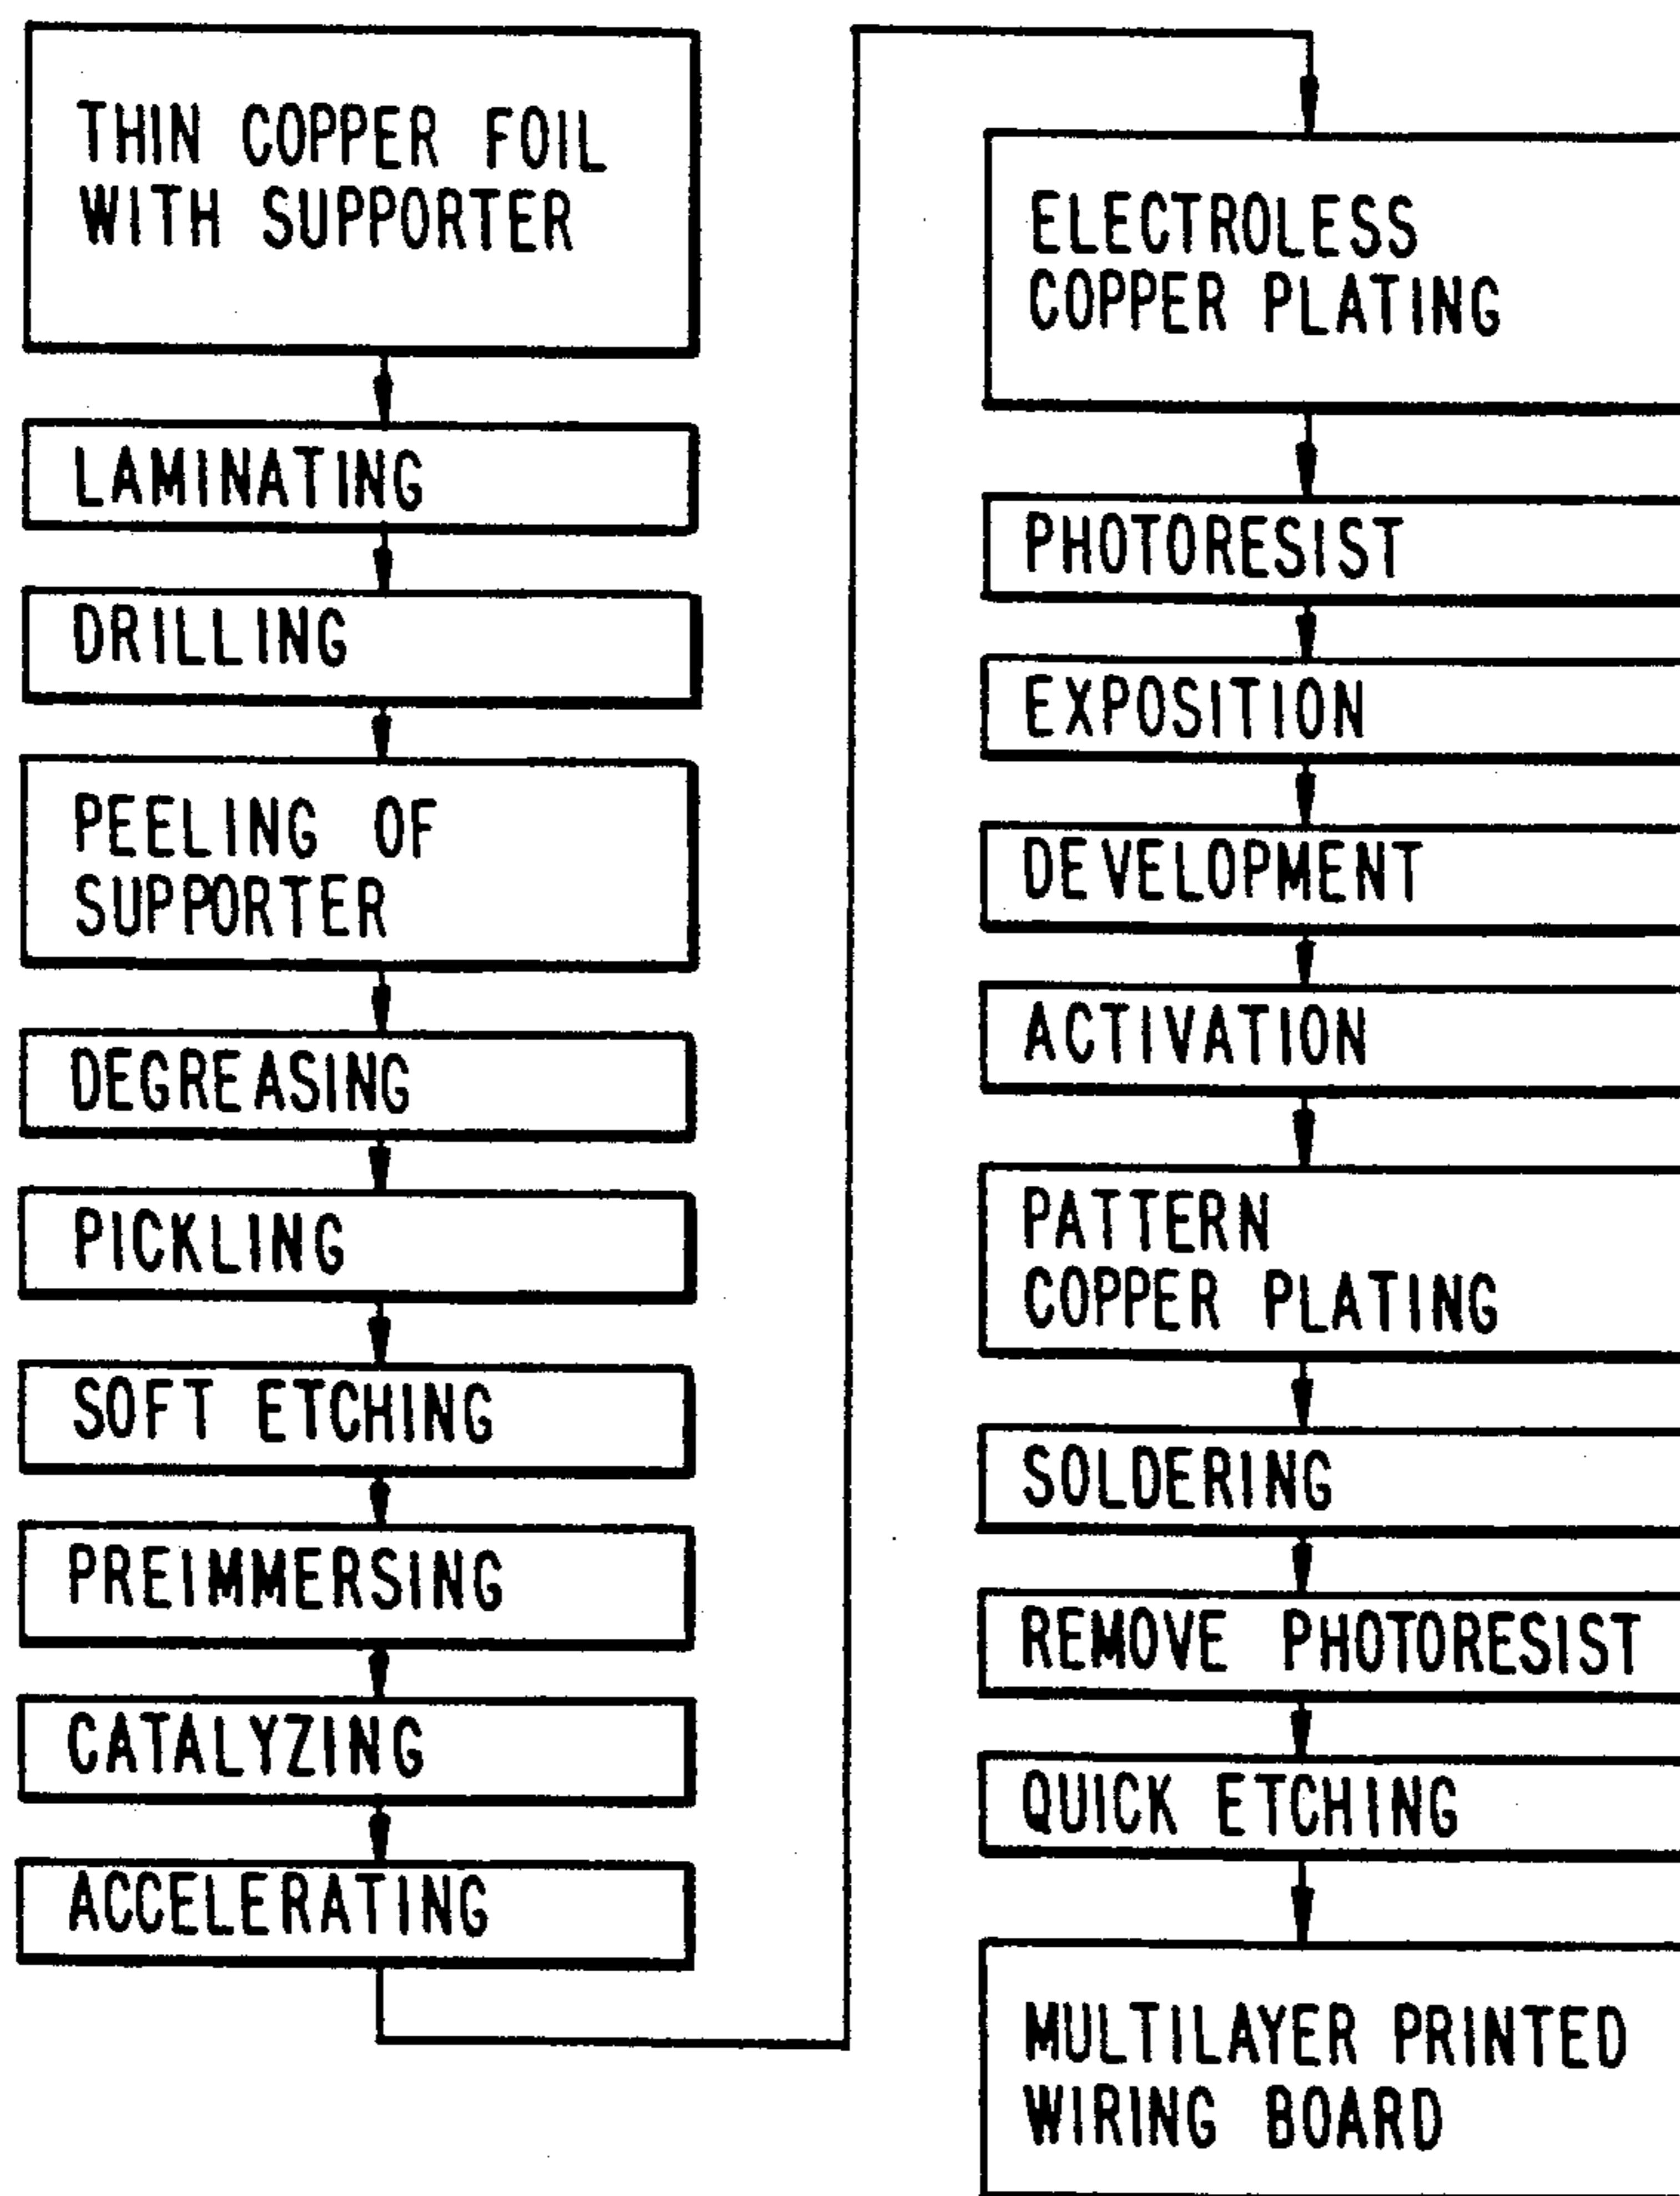 THIN COPPER FOIL
WITH SUPPORTER
LAMINATING
DRILLING
PEELING OF
SUPPORTER
DEGREASING
PICKLING
SOFT ETCHING
PREIMMERSING
CATALYZING
ACCELERATING
ELECTROLESS
COPPER PLATING
PHOTORESIST
EXPOSITION
DEVELOPMENT
ACTIVATION
PATTERN
COPPER PLATING
SOLDERING
REMOVE PHOTORESIST
QUICK ETCHING
MULTILAYER PRINTED
WIRING BOARD